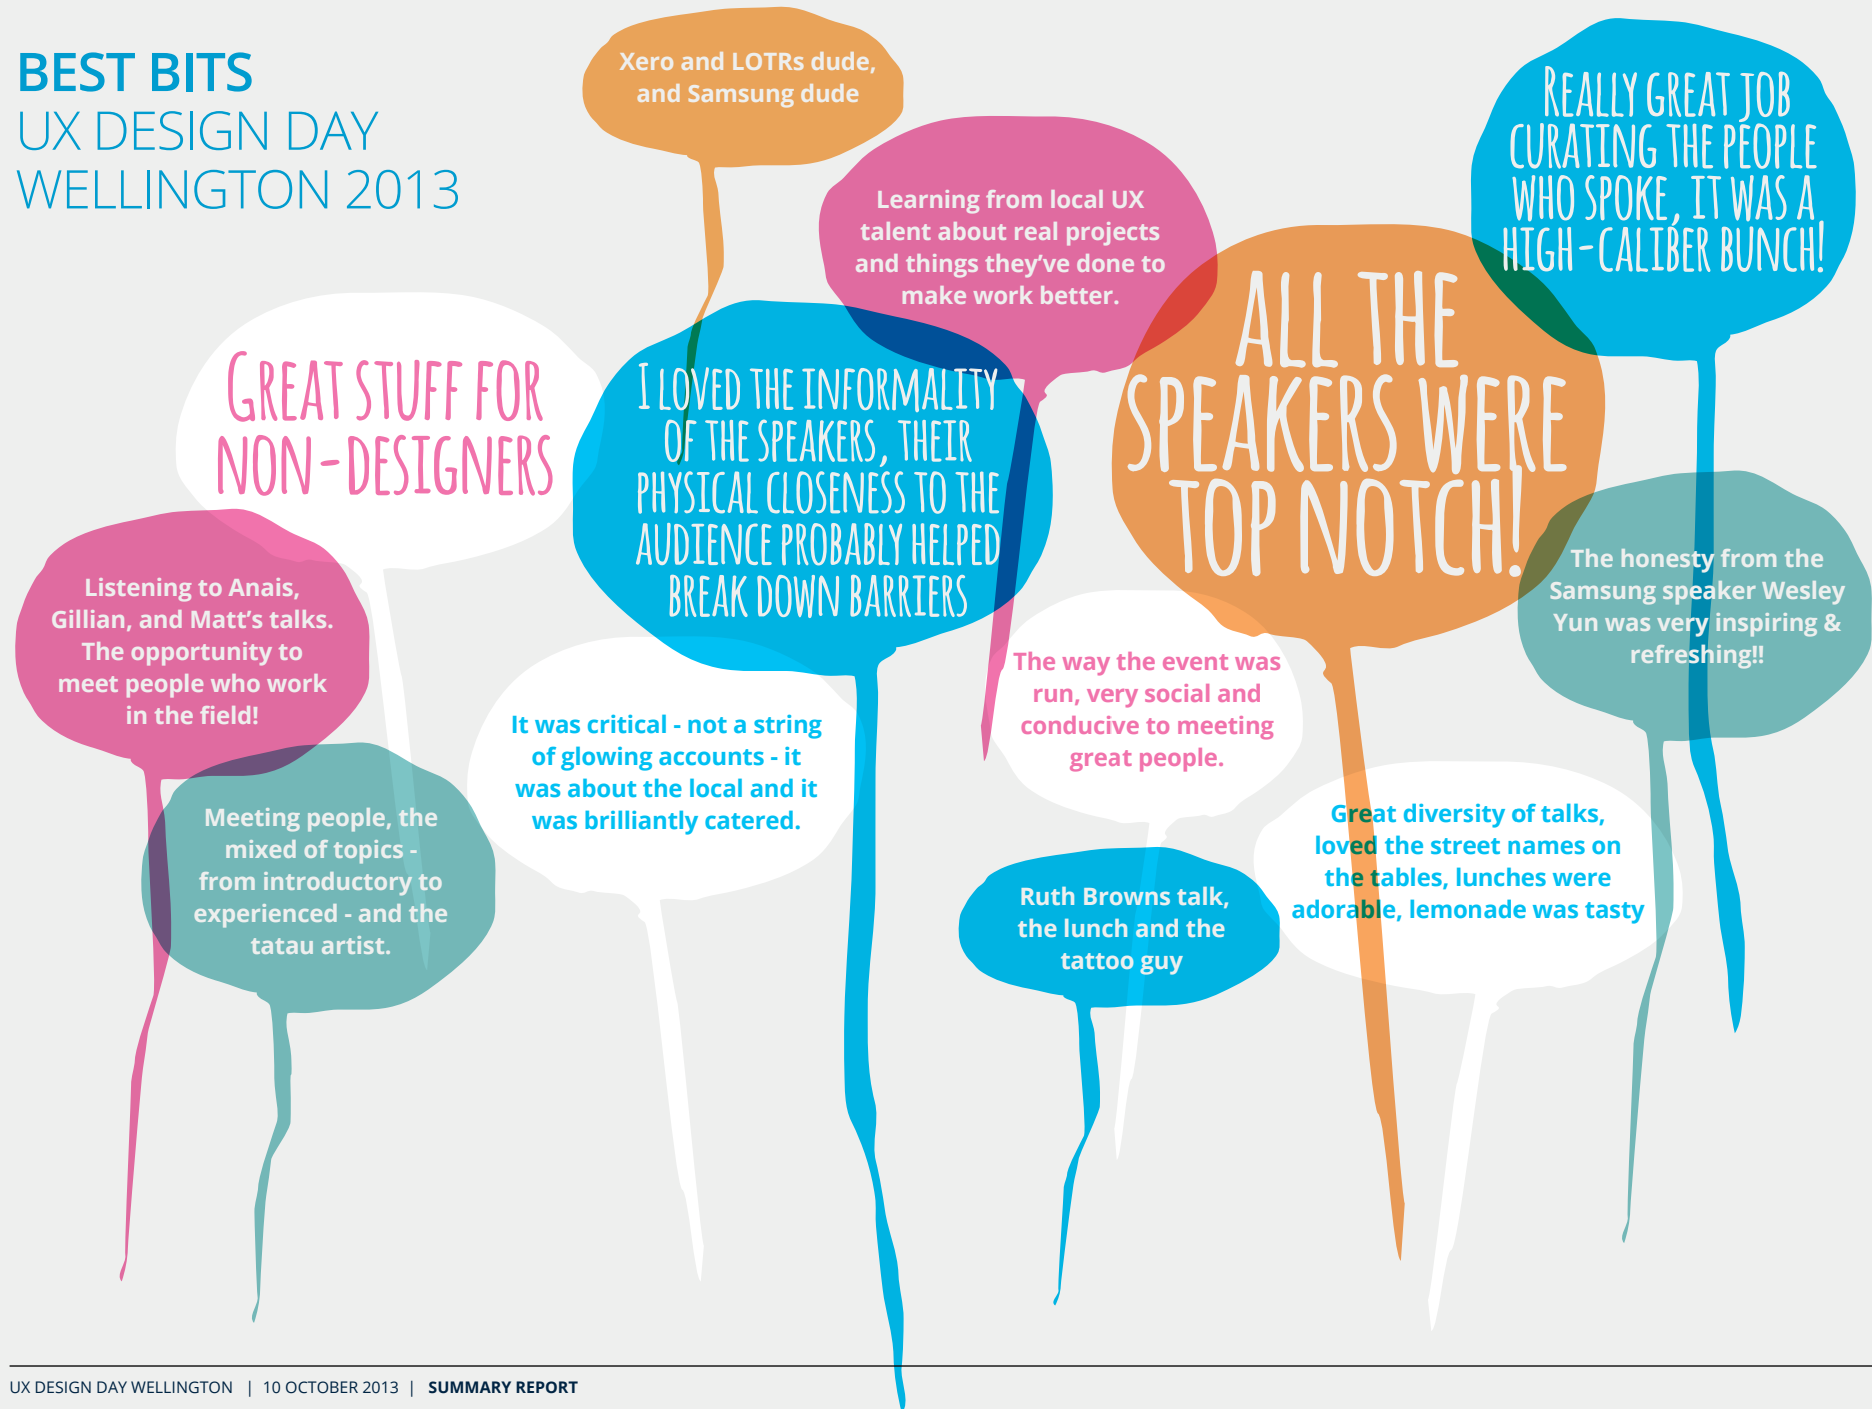 BEST BITS
UX DESIGN DAY
WELLINGTON 2013
Xero and LOTRs dude,
and Samsung dude
Learning from local UX
talent about real projects
and things they've done to
make work better.
REALLY GREAT JOB
CURATING THE PEOPLE
WHO SPOKE, IT WAS A
HIGH-CALIBER BUNCH!
GREAT STUFF FOR
NON-DESIGNERS
I LOVED THE INFORMALITY
OF THE SPEAKERS, THEIR
PHYSICAL CLOSENESS TO THE
AUDIENCE PROBABLY HELPED
BREAK DOWN BARRIERS
ALL THE
SPEAKERS WERE
TOP NOTCH!
The honesty from the
Samsung speaker Wesley
Yun was very inspiring &
refreshing!!
Listening to Anais,
Gillian, and Matt's talks.
The opportunity to
meet people who work
in the field!
It was critical - not a string
of glowing accounts - it
was about the local and it
was brilliantly catered.
The way the event was
run, very social and
conducive to meeting
great people.
Meeting people, the
mixed of topics -
from introductory to
experienced - and the
tatau artist.
Ruth Browns talk,
the lunch and the
tattoo guy
Great diversity of talks,
loved the street names on
the tables, lunches were
adorable, lemonade was tasty
UX DESIGN DAY WELLINGTON | 10 OCTOBER 2013 | SUMMARY REPORT